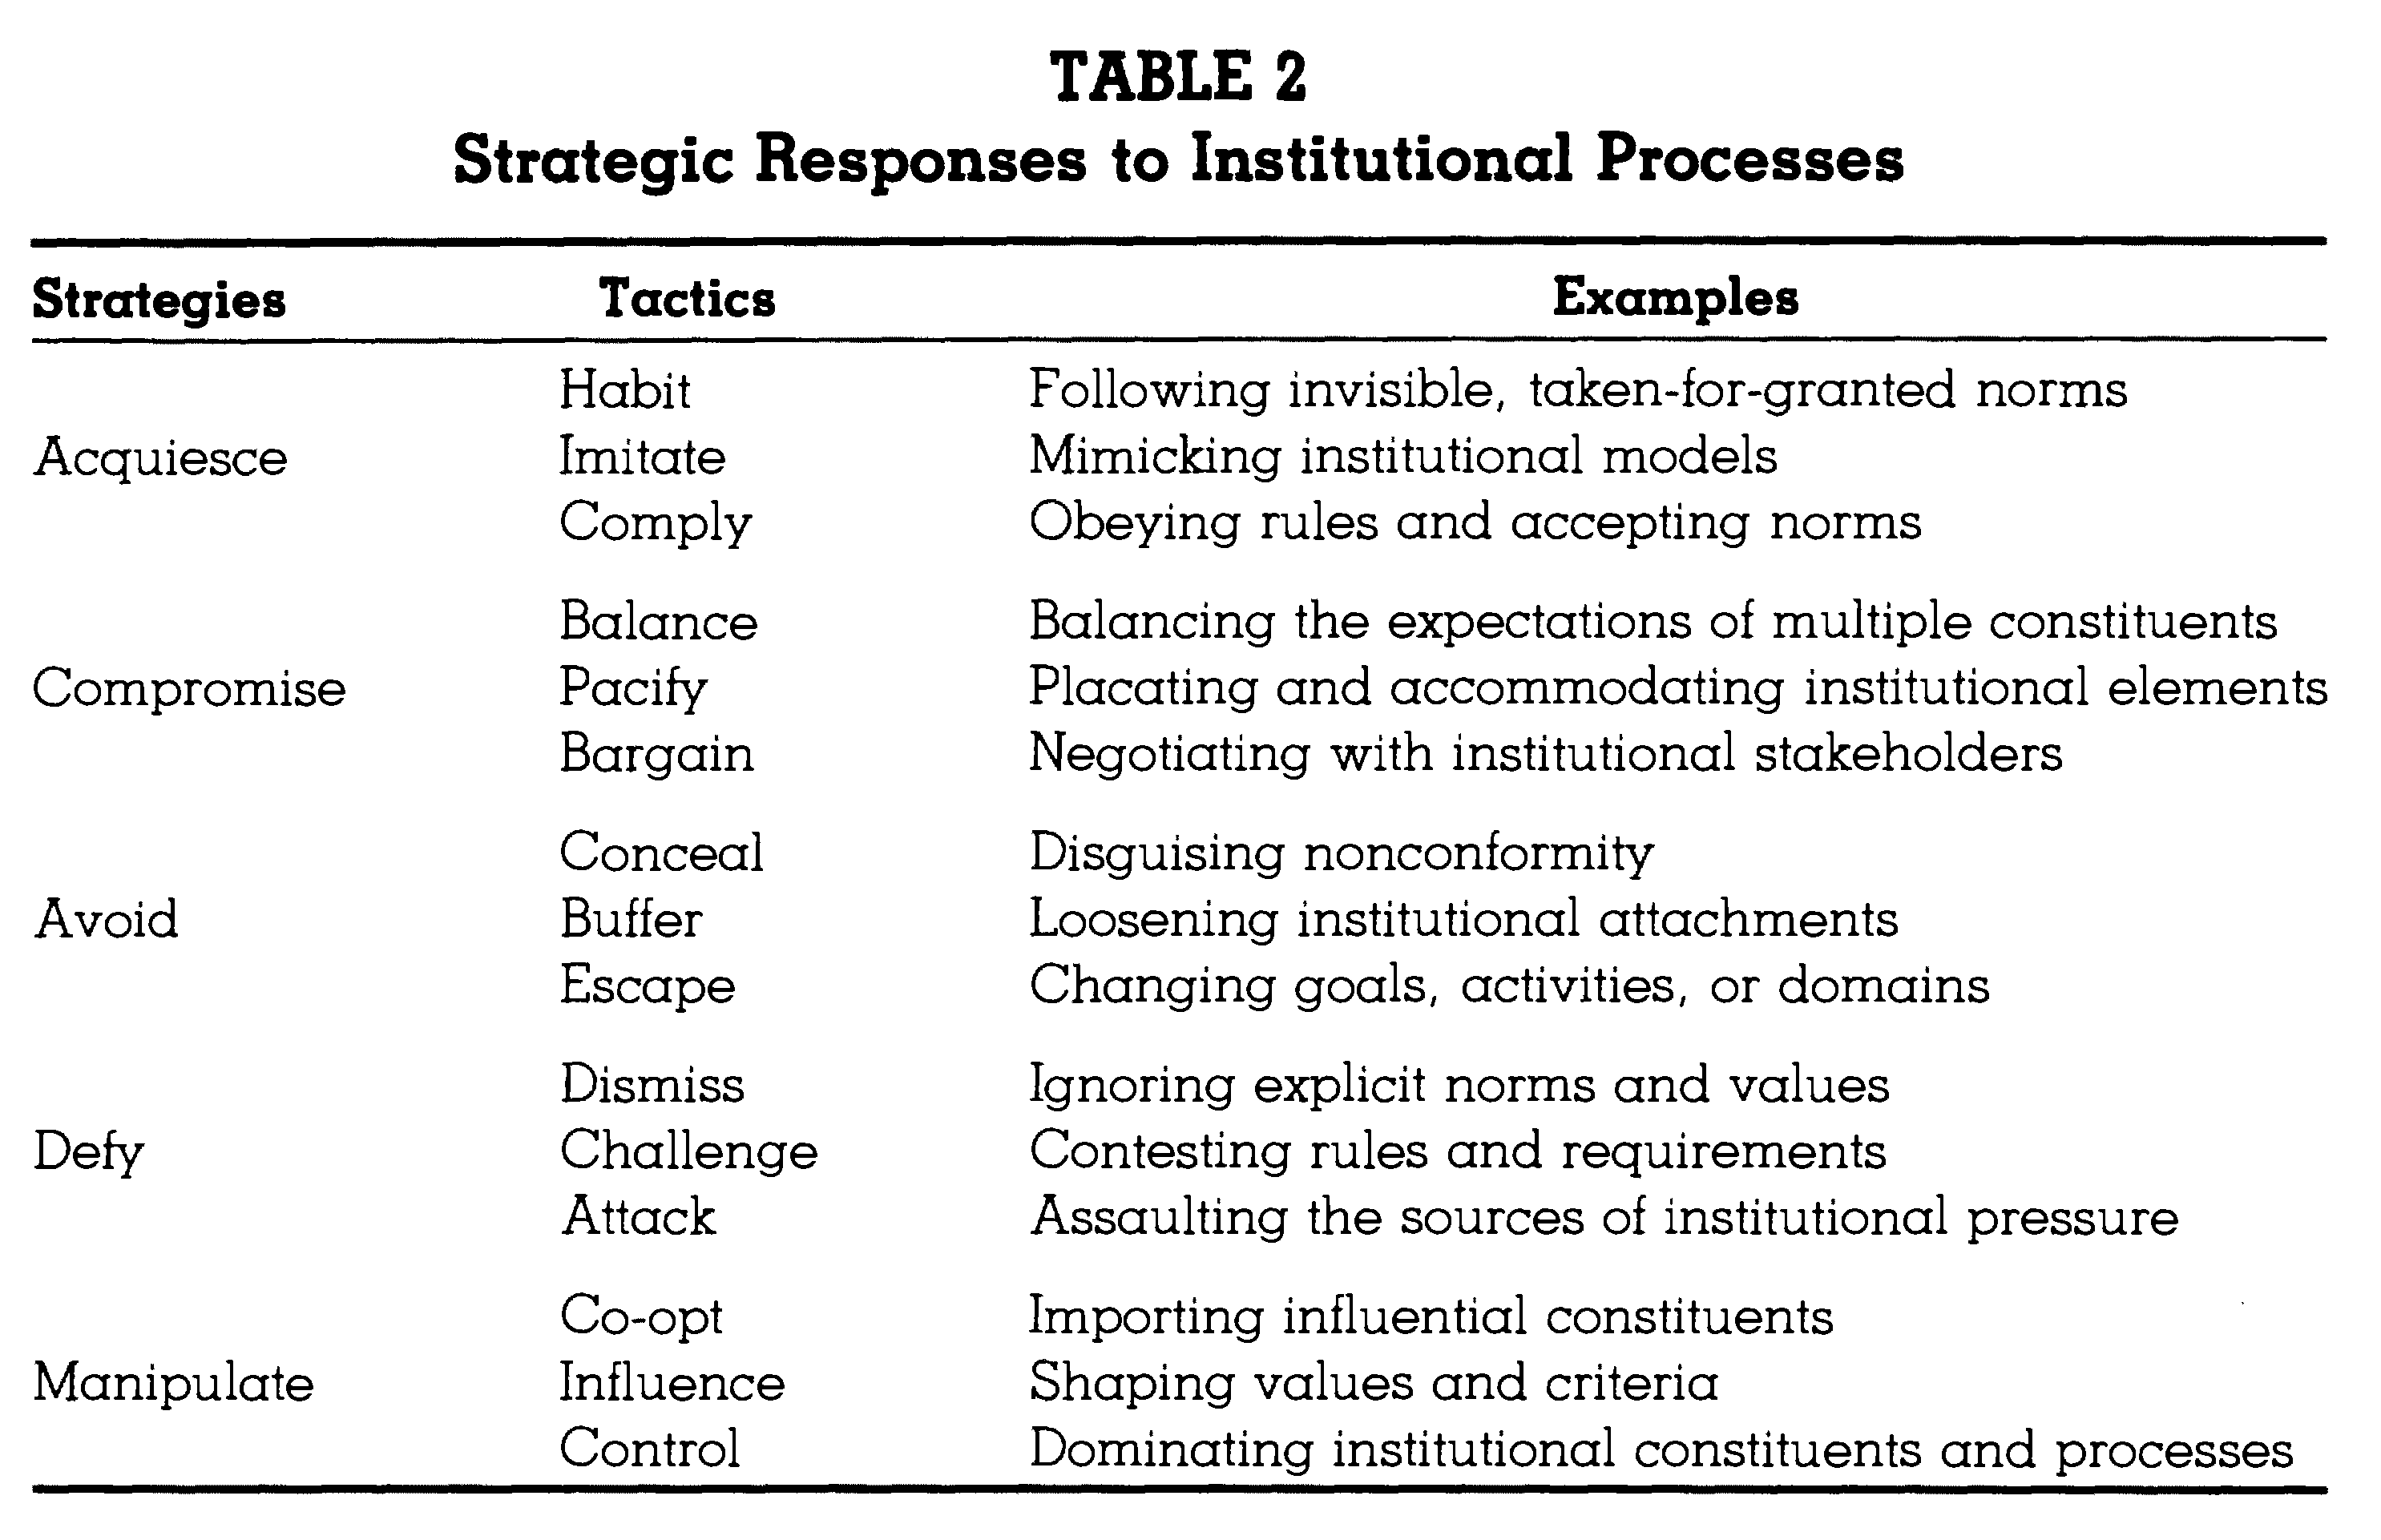 TABLE 2
Strategic Responses to Institutional Processes
Strategies Tactics Examples
Habit Following invisible, taken-for-granted norms
Acquiesce Imitate Mimicking institutional models
Comply Obeying rules and accepting norms
Balance Balancing the expectations of multiple constituents
Compromise Pacify Placating and accommodating institutional elements
Bargain Negotiating with institutional stakeholders
Conceal Disguising nonconformity
Avoid Buffer Loosening institutional attachments
Escape Changing goals, activities, or domains
Dismiss Ignoring explicit norms and values
Defy Challenge Contesting rules and requirements
Attack Assaulting the sources of institutional pressure
Co-opt Importing influential constituents
Manipulate Influence Shaping values and criteria
Control Dominating institutional constituents and processes